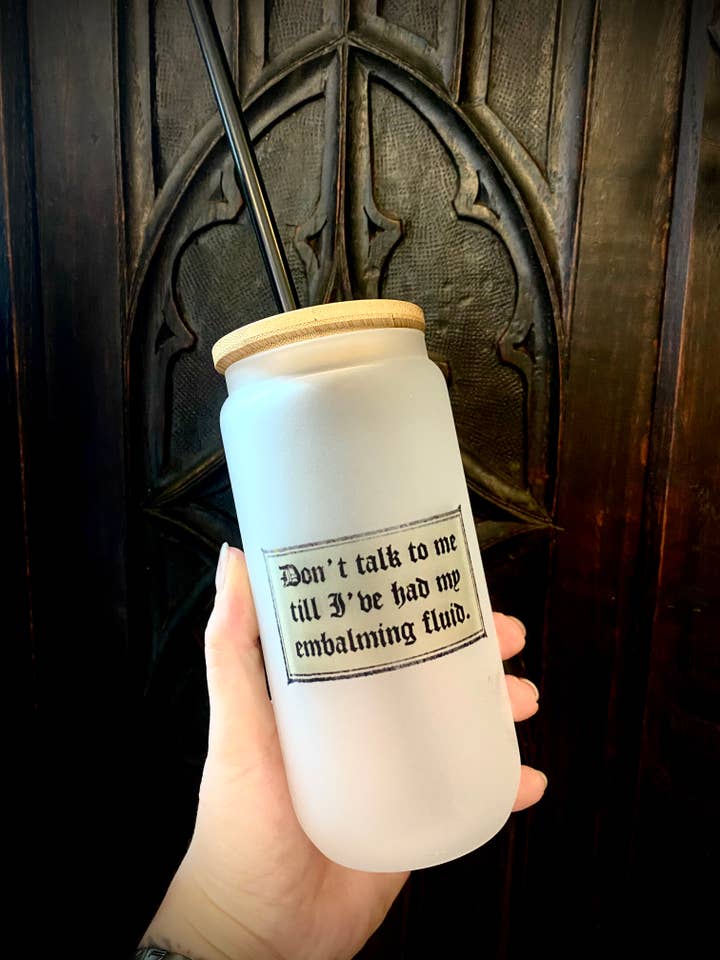 Don't talk to me
till I've had my
embalming fluid.